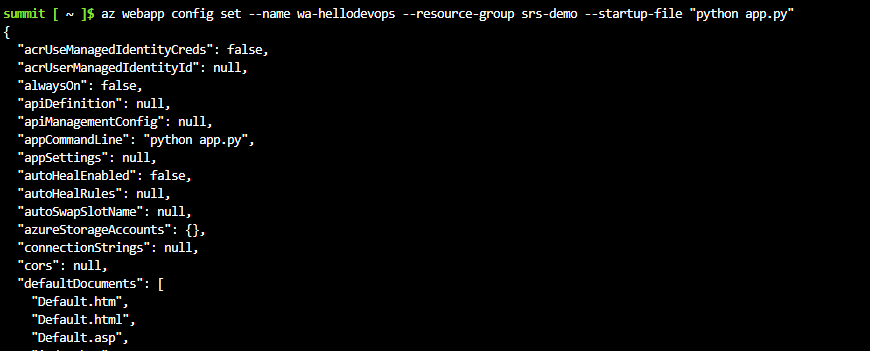 summit [ ~ ]$ az webapp config set --name wa-hellodevops --resource-group srs-demo --startup-file "python app.py"
{
  "acrUseManagedIdentityCreds": false,
  "acrUserManagedIdentityId": null,
  "alwaysOn": false,
  "apiDefinition": null,
  "apiManagementConfig": null,
  "appCommandLine": "python app.py",
  "appSettings": null,
  "autoHealEnabled": false,
  "autoHealRules": null,
  "autoSwapSlotName": null,
  "azureStorageAccounts": {},
  "connectionStrings": null,
  "cors": null,
  "defaultDocuments": [
    "Default.htm",
    "Default.html",
    "Default.asp",